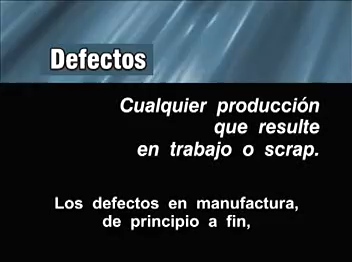 Defectos
Cualquier producción
que resulte
en trabajo o scrap.
Los defectos en manufactura,
de principio a fin,